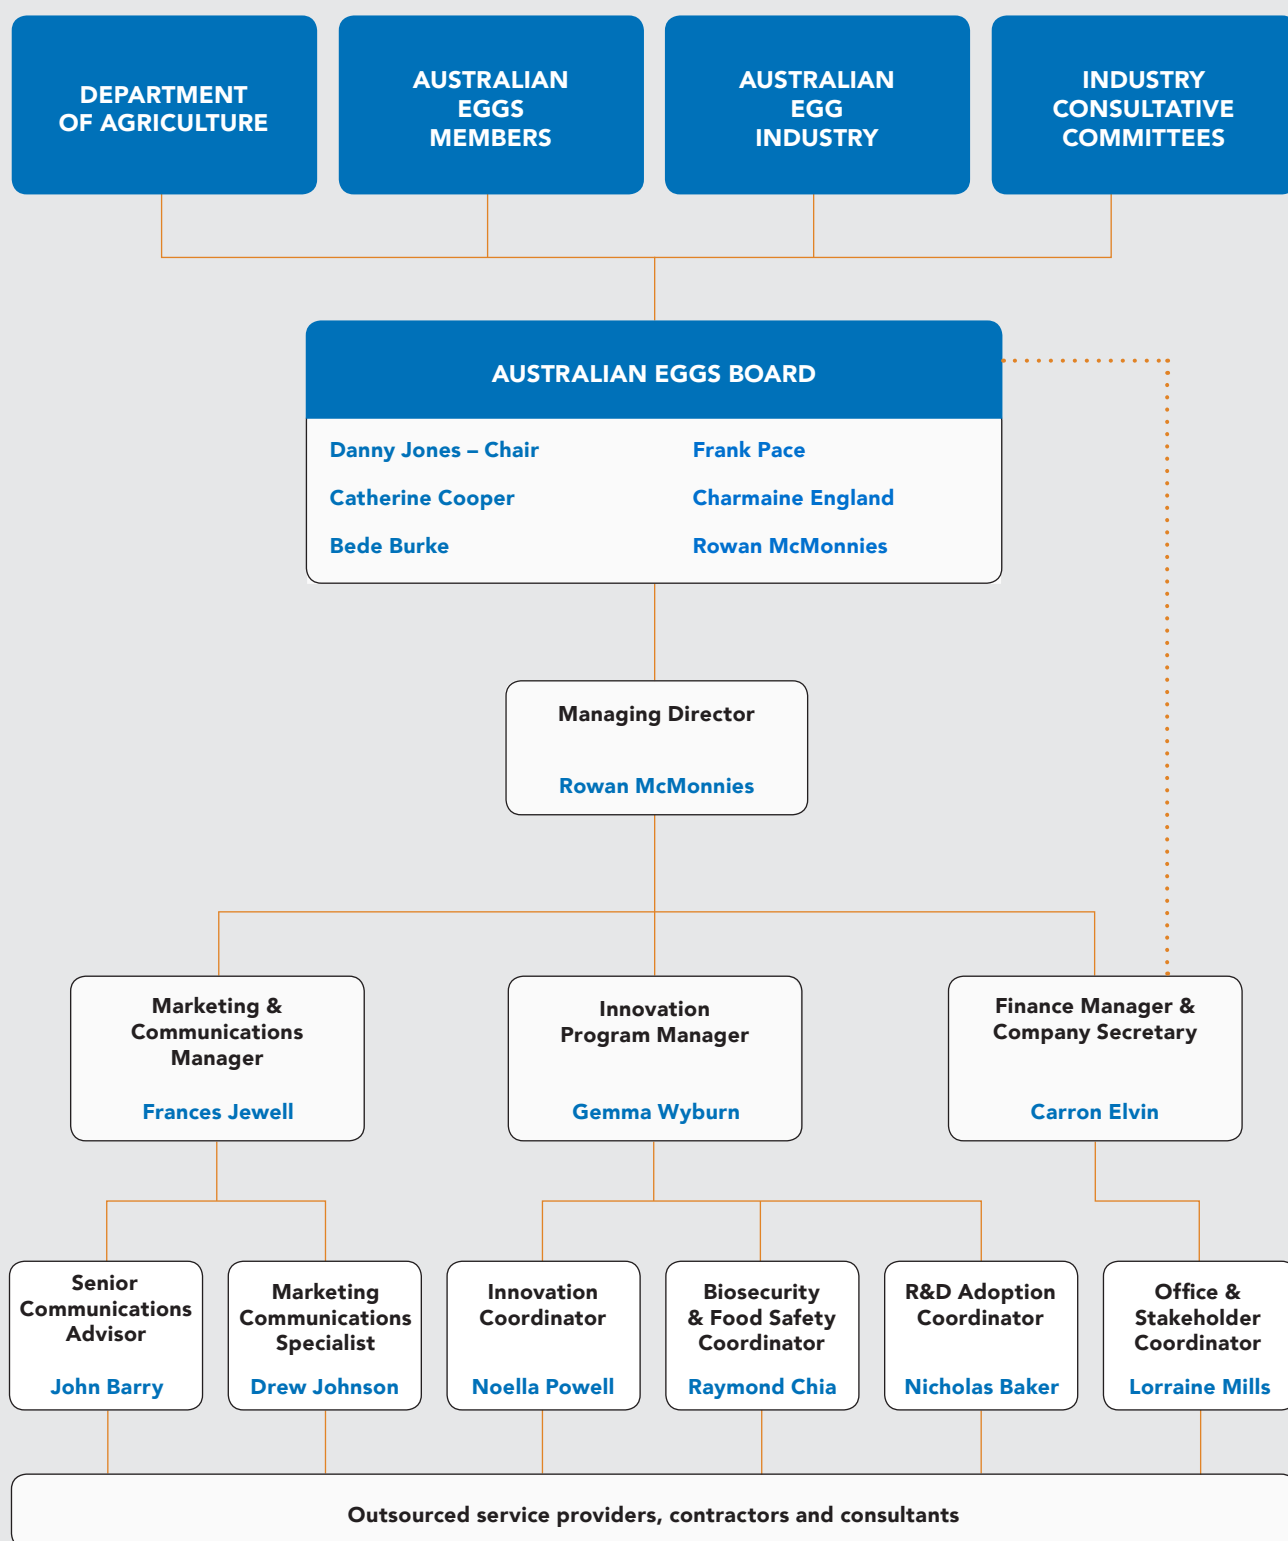 DEPARTMENT
OF AGRICULTURE
AUSTRALIAN
EGGS
MEMBERS
AUSTRALIAN
EGG
INDUSTRY
INDUSTRY
CONSULTATIVE
COMMITTEES
AUSTRALIAN EGGS BOARD
Danny Jones – Chair
Frank Pace
Catherine Cooper
Charmaine England
Bede Burke
Rowan McMonnies
Managing Director
Rowan McMonnies
Marketing &
Communications
Manager
Frances Jewell
Innovation
Program Manager
Gemma Wyburn
Finance Manager &
Company Secretary
Carron Elvin
Senior
Communications
Advisor
John Barry
Marketing
Communications
Specialist
Drew Johnson
Innovation
Coordinator
Noella Powell
Biosecurity
& Food Safety
Coordinator
Raymond Chia
R&D Adoption
Coordinator
Nicholas Baker
Office &
Stakeholder
Coordinator
Lorraine Mills
Outsourced service providers, contractors and consultants